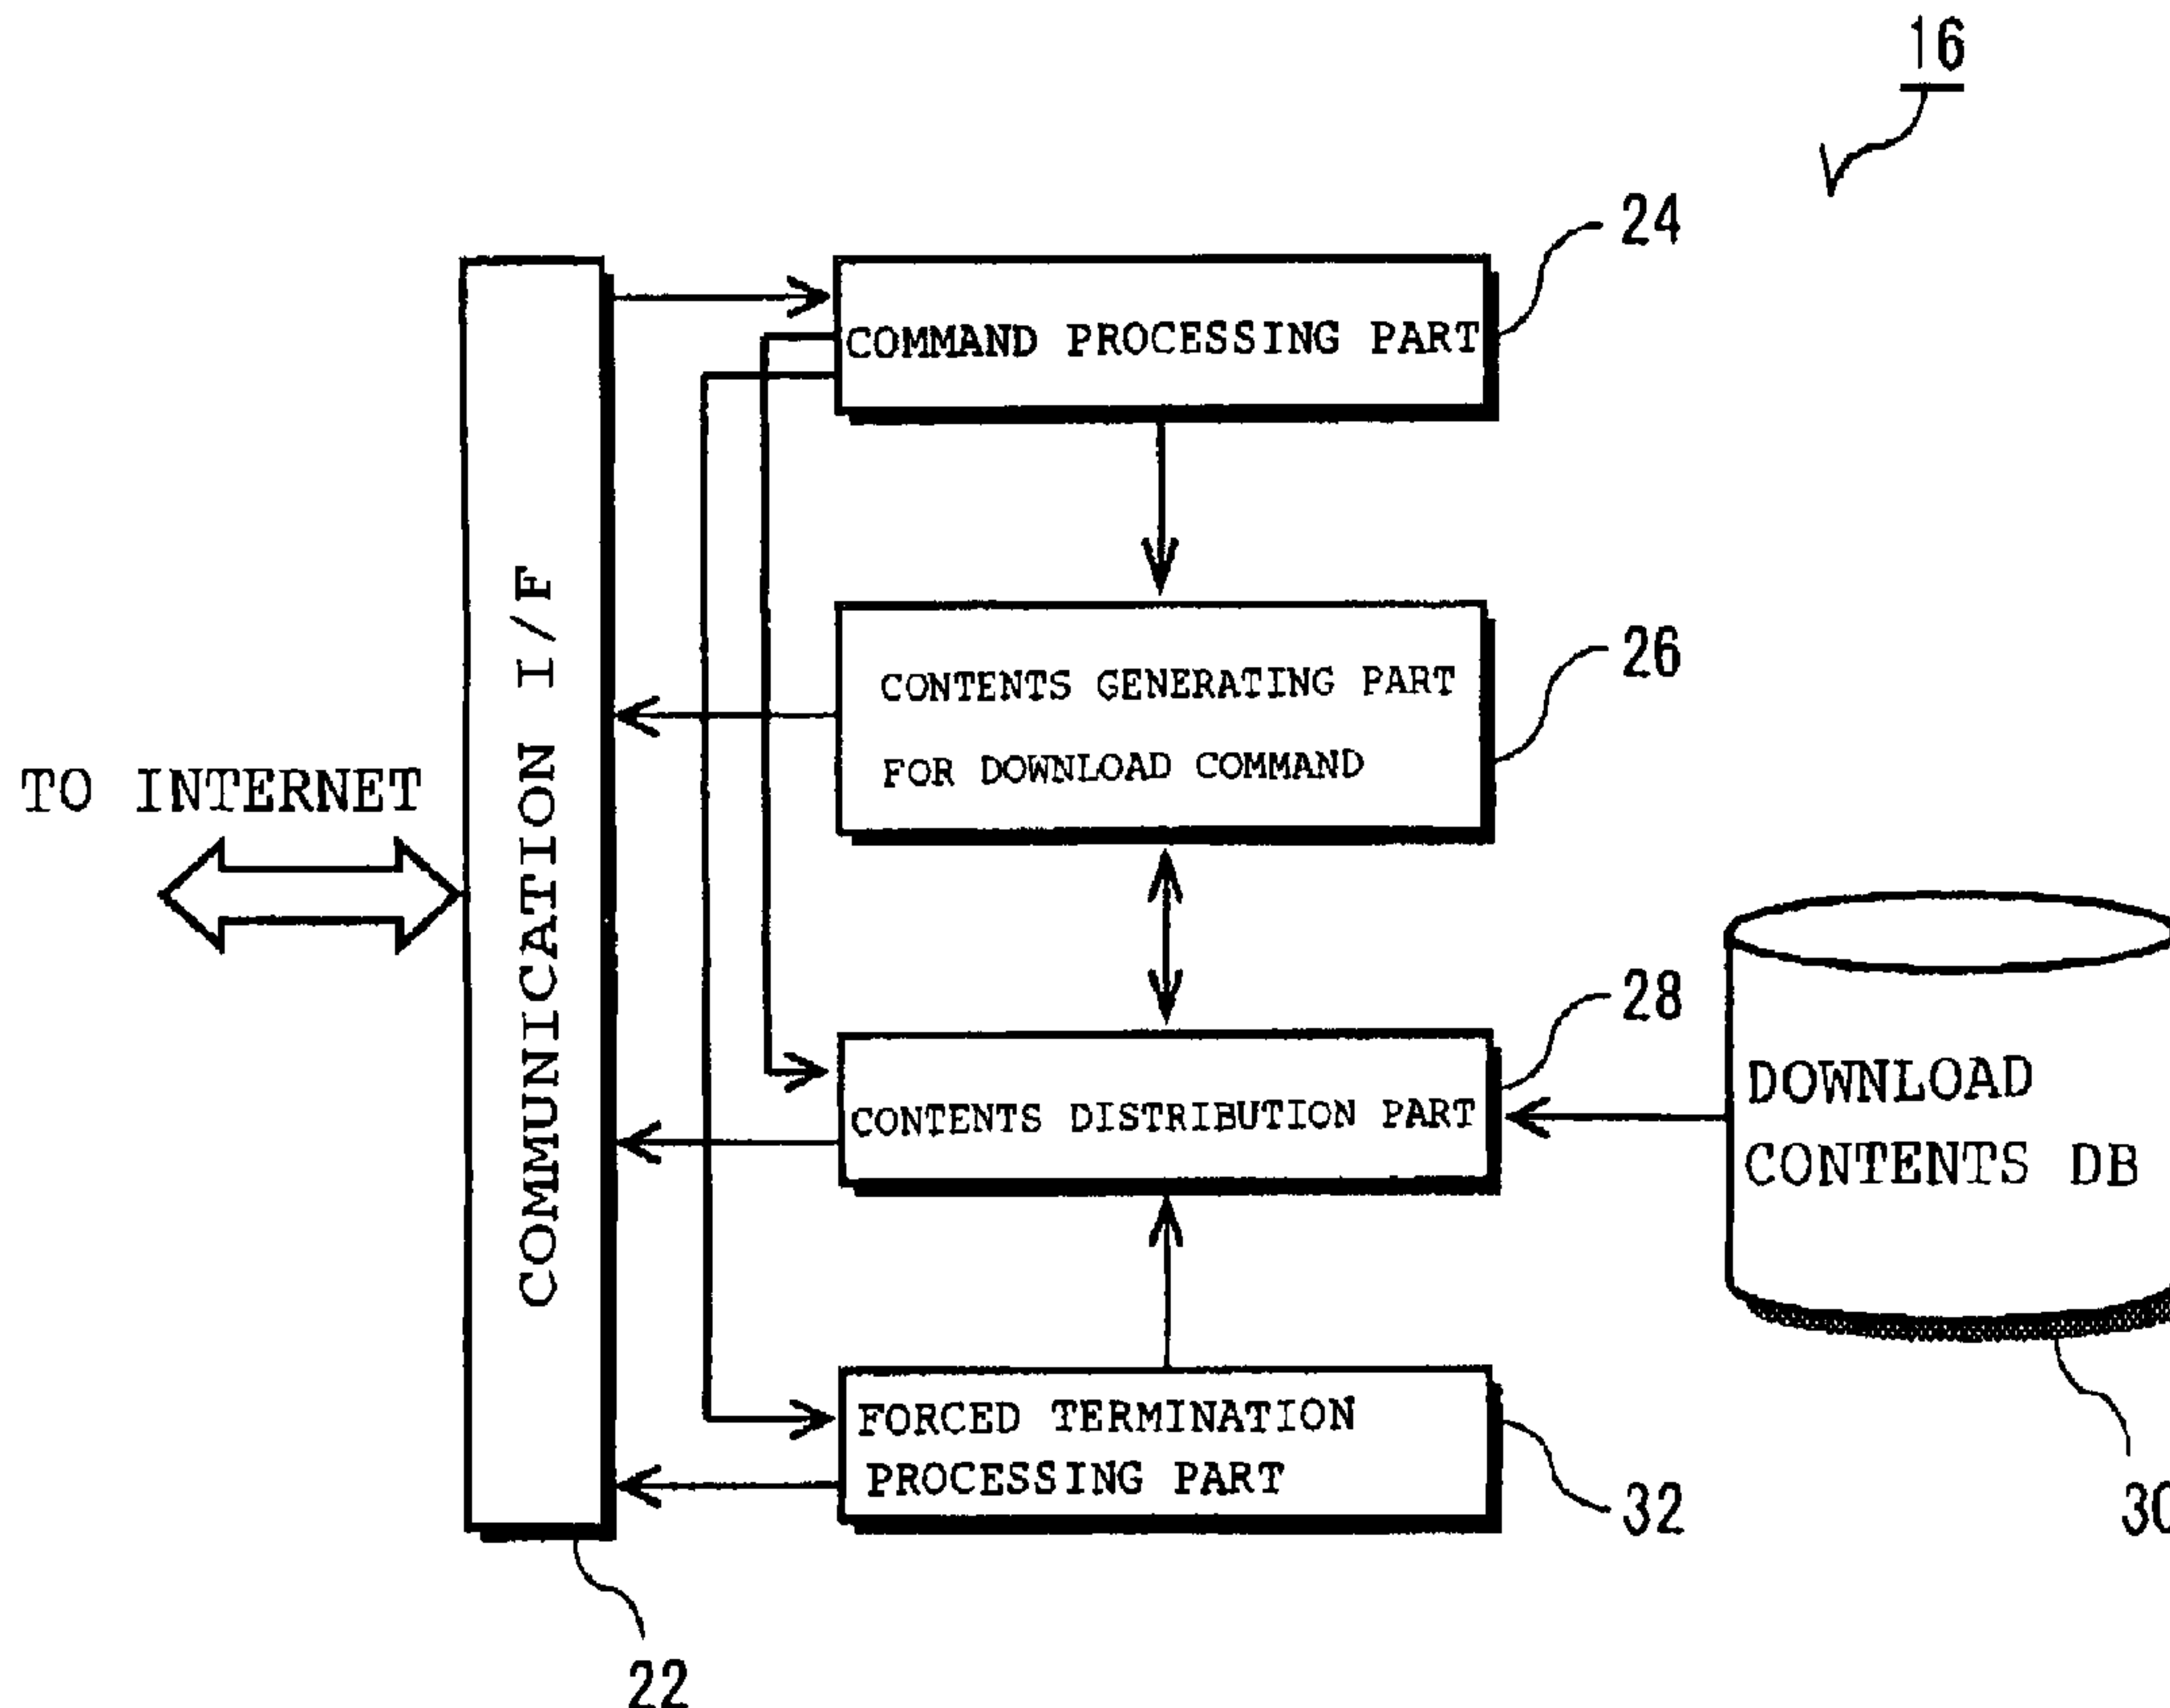 16
24
COMMAND PROCESSING PART
26
CONTENTS GENERATING PART
FOR DOWNLOAD COMMAND
TO INTERNET
COMMUNICATION I/F
28
CONTENTS DISTRIBUTION PART
DOWNLOAD
CONTENTS DB
FORCED TERMINATION
PROCESSING PART
32
30
22